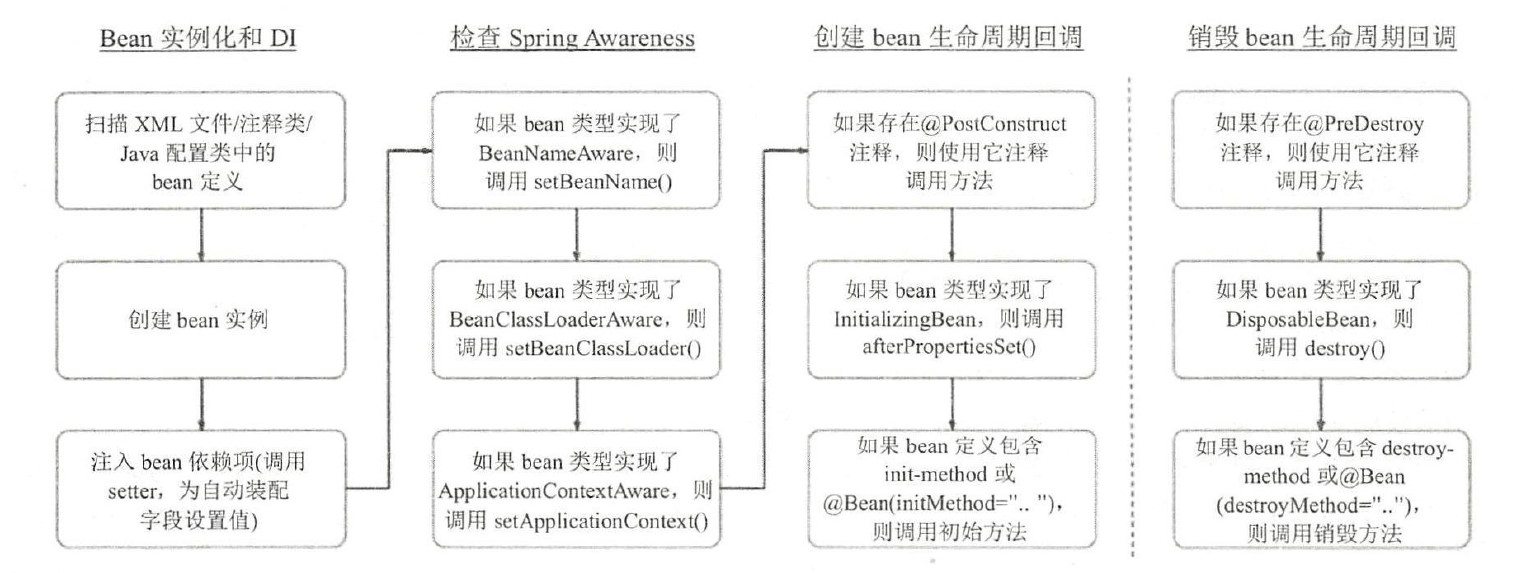 Bean 实例化和 DI
扫描 XML 文件/注释类/
Java 配置类中的
bean 定义
创建 bean 实例
注入 bean 依赖项(调用
setter，为自动装配
字段设置值)
检查 Spring Awareness
如果 bean 类型实现了
BeanNameAware，则
调用 setBeanName()
如果 bean 类型实现了
BeanClassLoaderAware，则
调用 setBeanClassLoader()
如果 bean 类型实现了
ApplicationContextAware，则
调用 setApplicationContext()
创建 bean 生命周期回调
如果存在@PostConstruct
注释，则使用它注释
调用方法
如果 bean 类型实现了
InitializingBean，则调用
afterPropertiesSet()
如果 bean 定义包含
init-method 或
@Bean(initMethod=".. ")，
则调用初始方法
销毁 bean 生命周期回调
如果存在@PreDestroy
注释，则使用它注释
调用方法
如果 bean 类型实现了
DisposableBean，则
调用 destroy()
如果 bean 定义包含 destroy-
method 或@Bean
(destroyMethod="..")，
则调用销毁方法